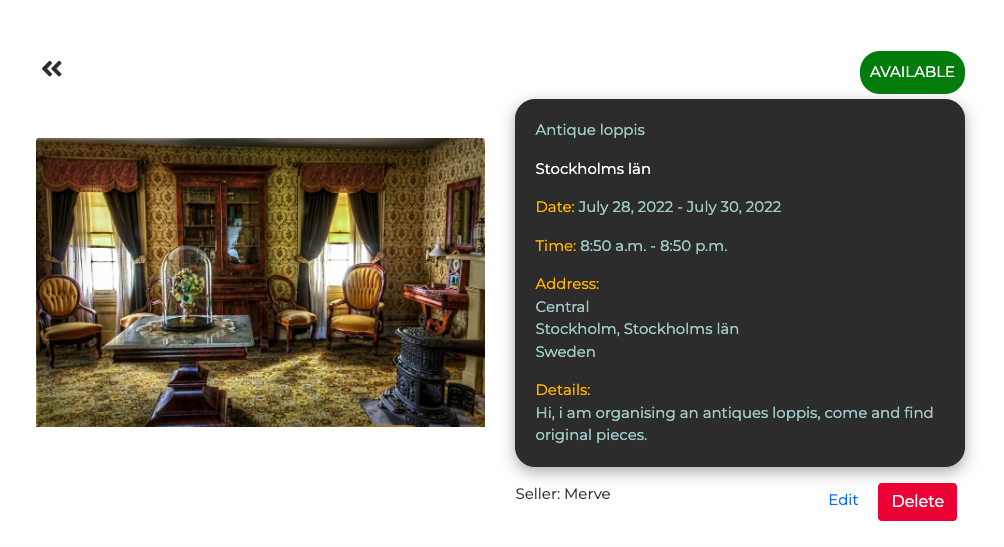 AVAILABLE
Antique loppis
Stockholms län
Date: July 28, 2022 - July 30, 2022
Time: 8:50 a.m. - 8:50 p.m.
Address:
Central
Stockholm, Stockholms län
Sweden
Details:
Hi, i am organising an antiques loppis, come and find
original pieces.
Seller: Merve
Edit
Delete